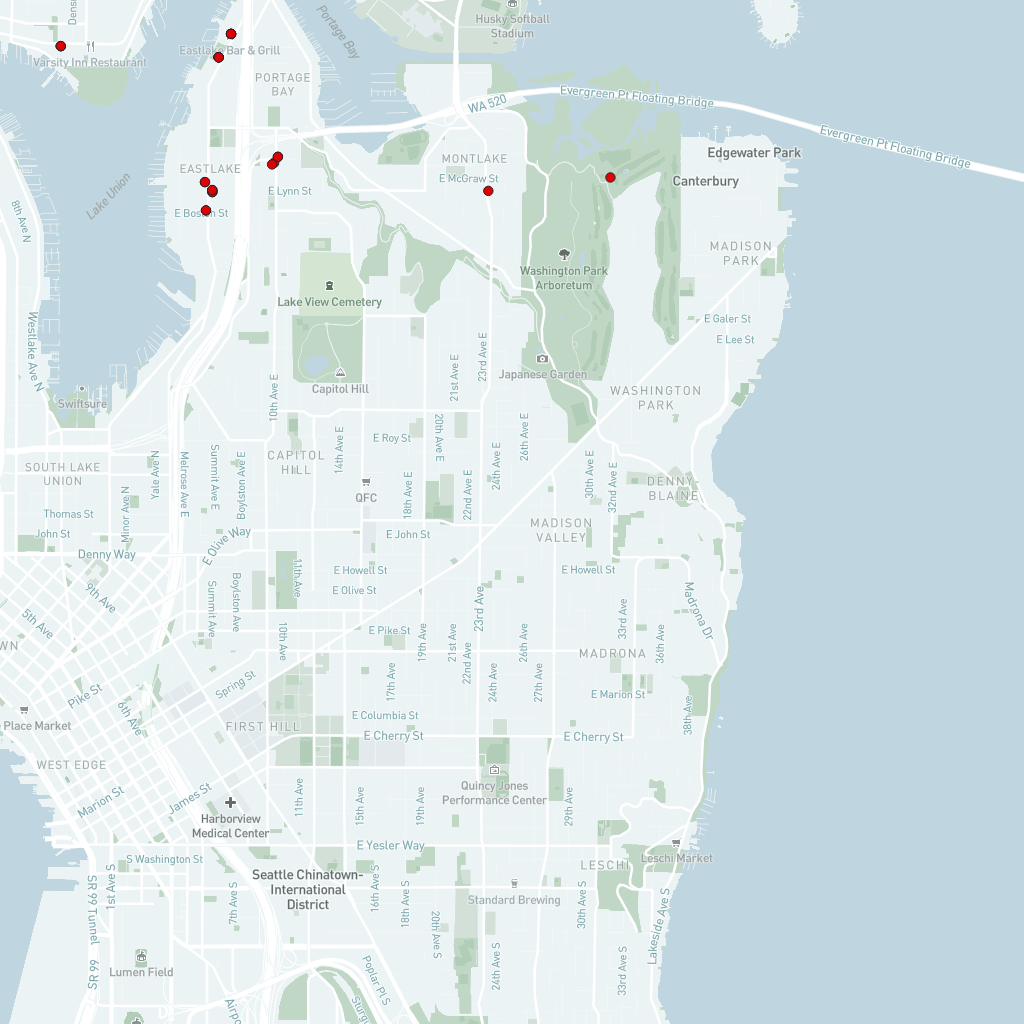 Densm
Husky Softball
Stadium
Portage Bay
Eastlake Bar & Grill
Varsity Inn Restaurant
PORTAGE
BAY
WA 520
Evergreen Pt Floating Bridge
Evergreen Pt Floating Bridge
Edgewater Park
MONTLAKE
EASTLAKE
E McGraw St
Canterbury
E Lynn St
Lake Union
8th Ave N
E Boston St
MADISON
PARK
Washington Park
Arboretum
Lake View Cemetery
E Galer St
E Lee St
Westlake Ave N
23rd Ave E
21st Ave E
Japanese Garden
Capitol Hill
WASHINGTON
PARK
Swiftsure
10th Ave E
20th Ave E
26th Ave E
14th Ave E
E Roy St
CAPITOL
HILL
24th Ave E
30th Ave E
32nd Ave E
SOUTH LAKE
UNION
Yale Ave N
Melrose Ave E
Summit Ave E
Boylston Ave E
QFC
18th Ave E
22nd Ave E
DENNY
BLAINE
Minor Ave N
Thomas St
John St
MADISON
VALLEY
E John St
E Olive Way
Denny Way
E Howell St
E Howell St
E Olive St
11th Ave
9th Ave
Summit Ave
Boylston Ave
Madrona Dr
5th Ave
23rd Ave
33rd Ave
E Pike St
10th Ave
19th Ave
21st Ave
26th Ave
36th Ave
WN
MADRONA
22nd Ave
17th Ave
24th Ave
27th Ave
Spring St
Pike St
E Marion St
38th Ave
6th Ave
e Place Market
FIRST HILL
E Columbia St
E Cherry St
E Cherry St
WEST EDGE
Quincy Jones
Performance Center
Marion St
James St
11th Ave
15th Ave
19th Ave
29th Ave
Harborview
Medical Center
E Yesler Way
S Washington St
LESCHI
Leschi Market
Seattle Chinatown-
International
District
1st Ave S
SR 99 Tunnel
7th Ave S
16th Ave S
18th Ave S
20th Ave S
Standard Brewing
30th Ave S
Lakeside Ave S
24th Ave S
33rd Ave S
SR 99
Lumen Field
Poplar Pl S
Airpo
Sturgu